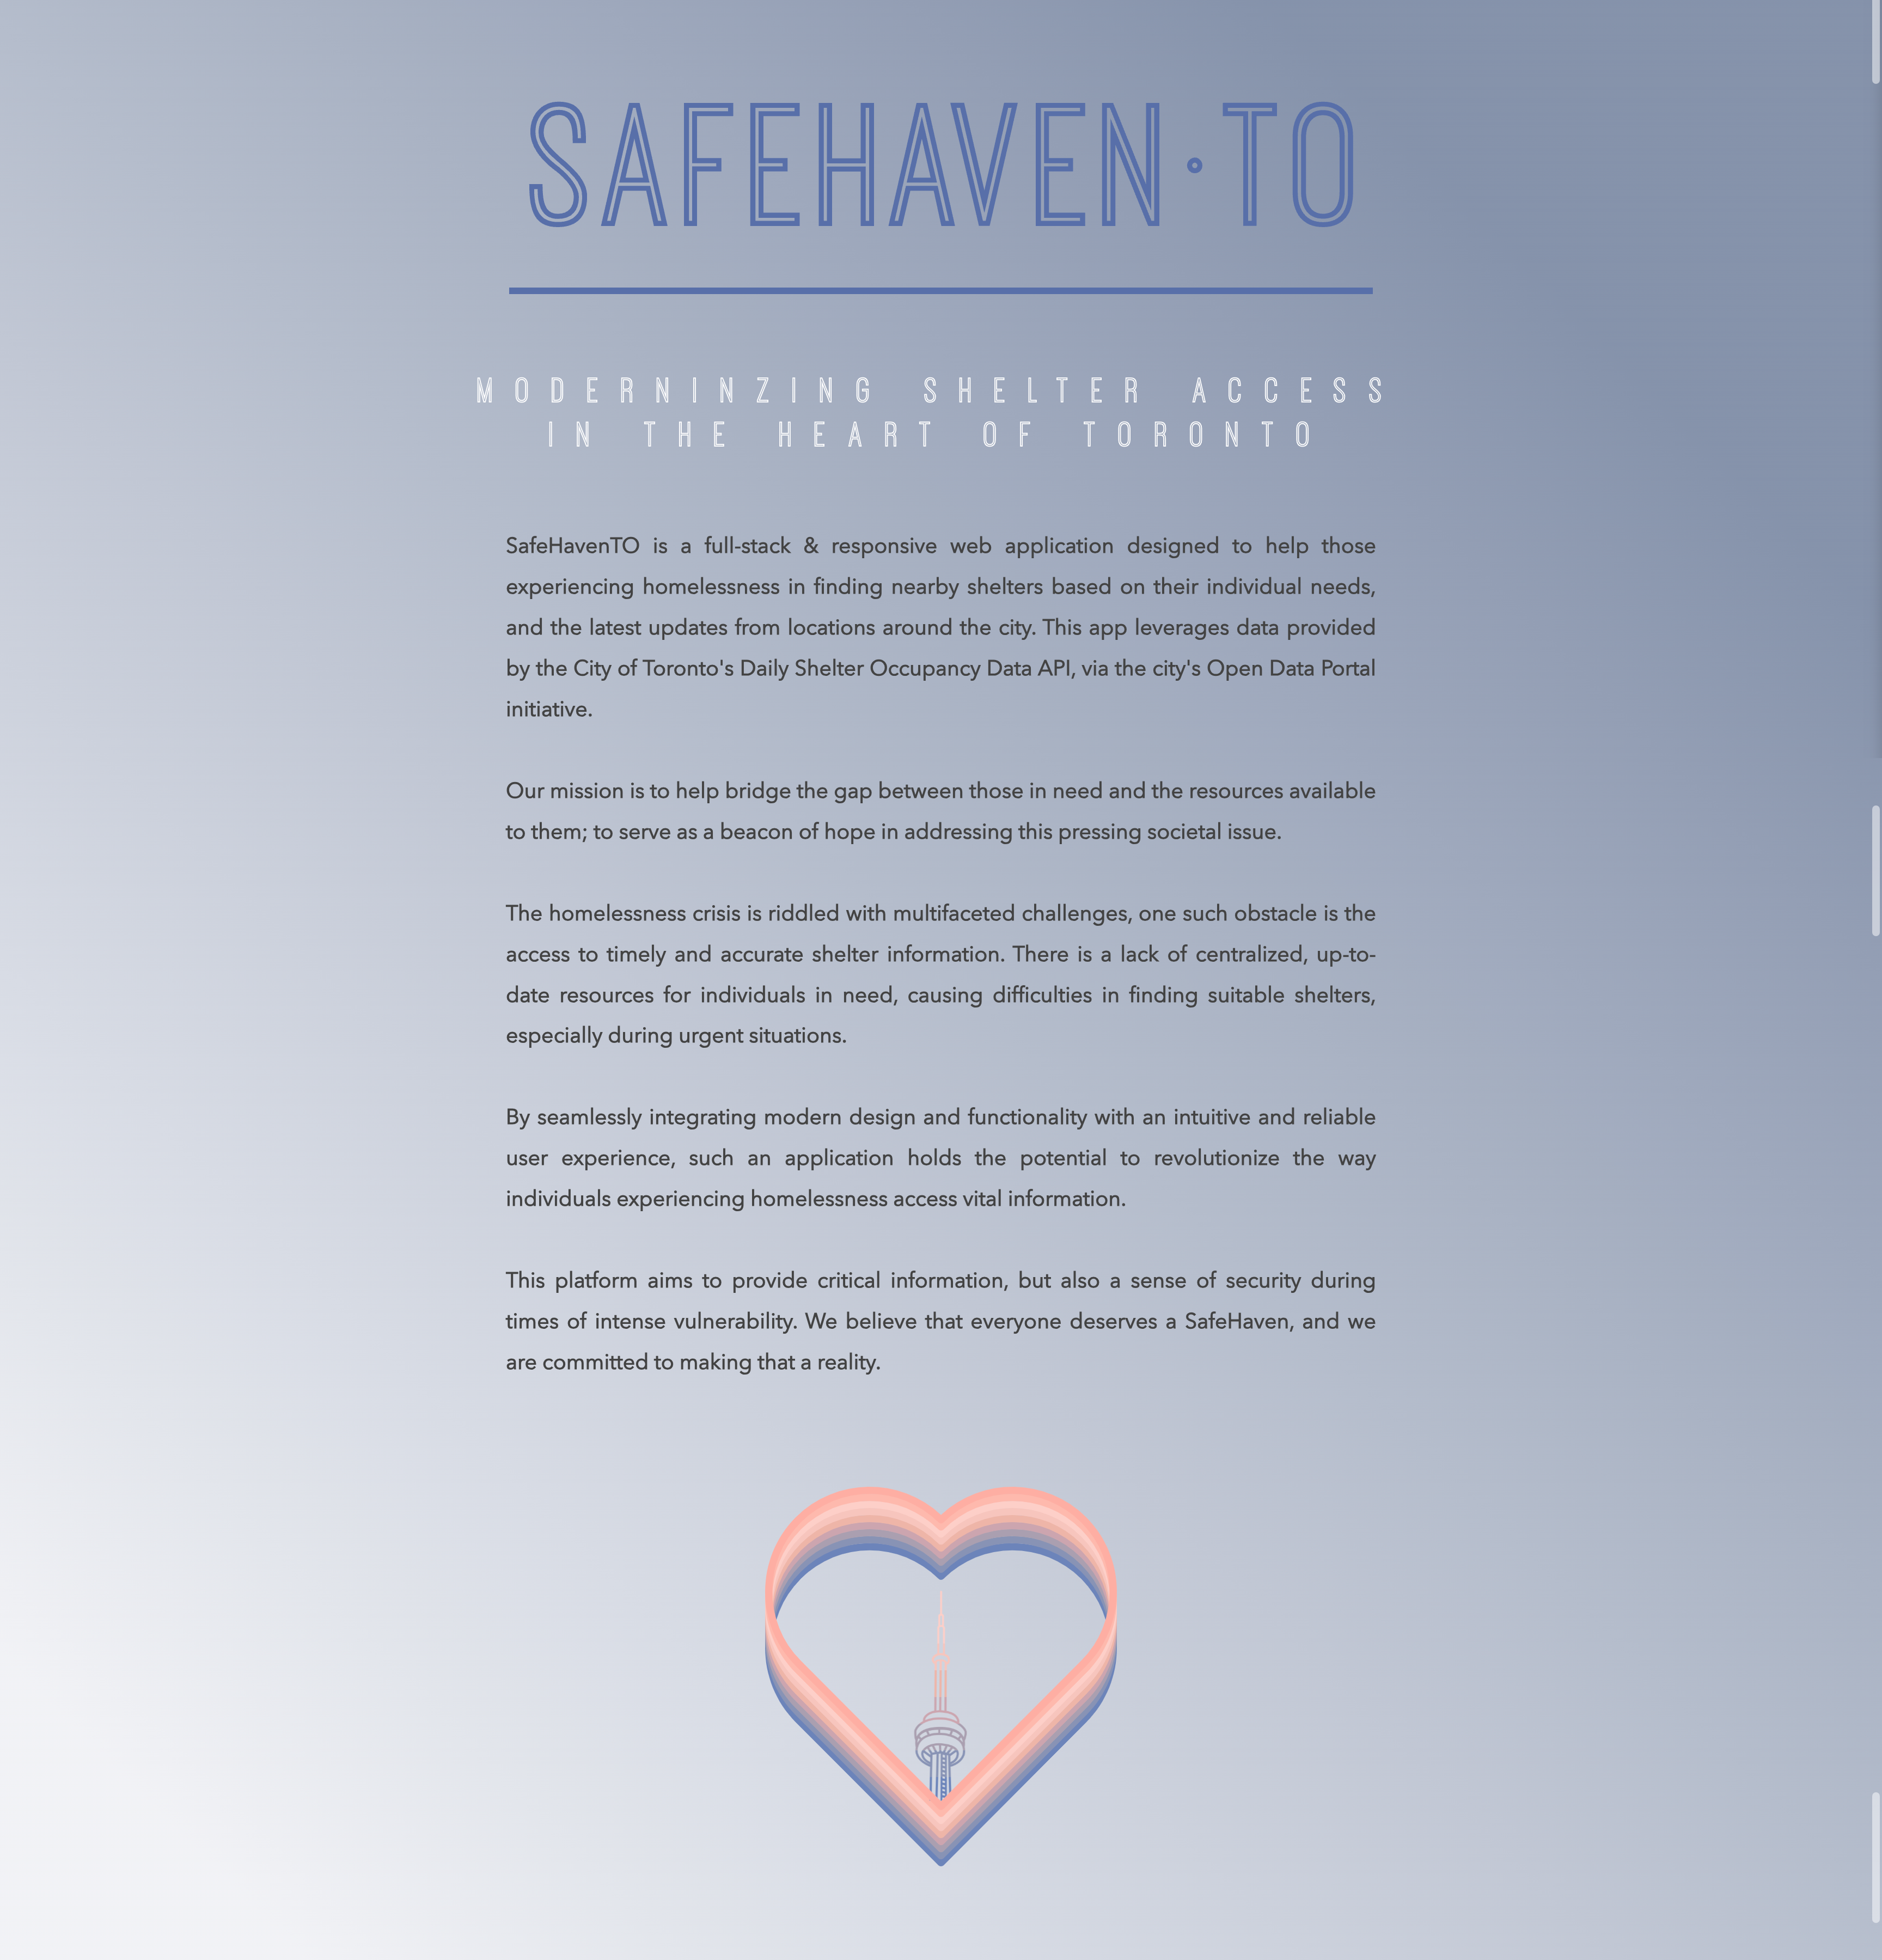 SAFEHAVEN·TO
MODERNINZING SHELTER ACCESS
IN THE HEART OF TORONTO
SafeHavenTO is a full-stack & responsive web application designed to help those
experiencing homelessness in finding nearby shelters based on their individual needs,
and the latest updates from locations around the city. This app leverages data provided
by the City of Toronto's Daily Shelter Occupancy Data API, via the city's Open Data Portal
initiative.
Our mission is to help bridge the gap between those in need and the resources available
to them; to serve as a beacon of hope in addressing this pressing societal issue.
The homelessness crisis is riddled with multifaceted challenges, one such obstacle is the
access to timely and accurate shelter information. There is a lack of centralized, up-to-
date resources for individuals in need, causing difficulties in finding suitable shelters,
especially during urgent situations.
By seamlessly integrating modern design and functionality with an intuitive and reliable
user experience, such an application holds the potential to revolutionize the way
individuals experiencing homelessness access vital information.
This platform aims to provide critical information, but also a sense of security during
times of intense vulnerability. We believe that everyone deserves a SafeHaven, and we
are committed to making that a reality.